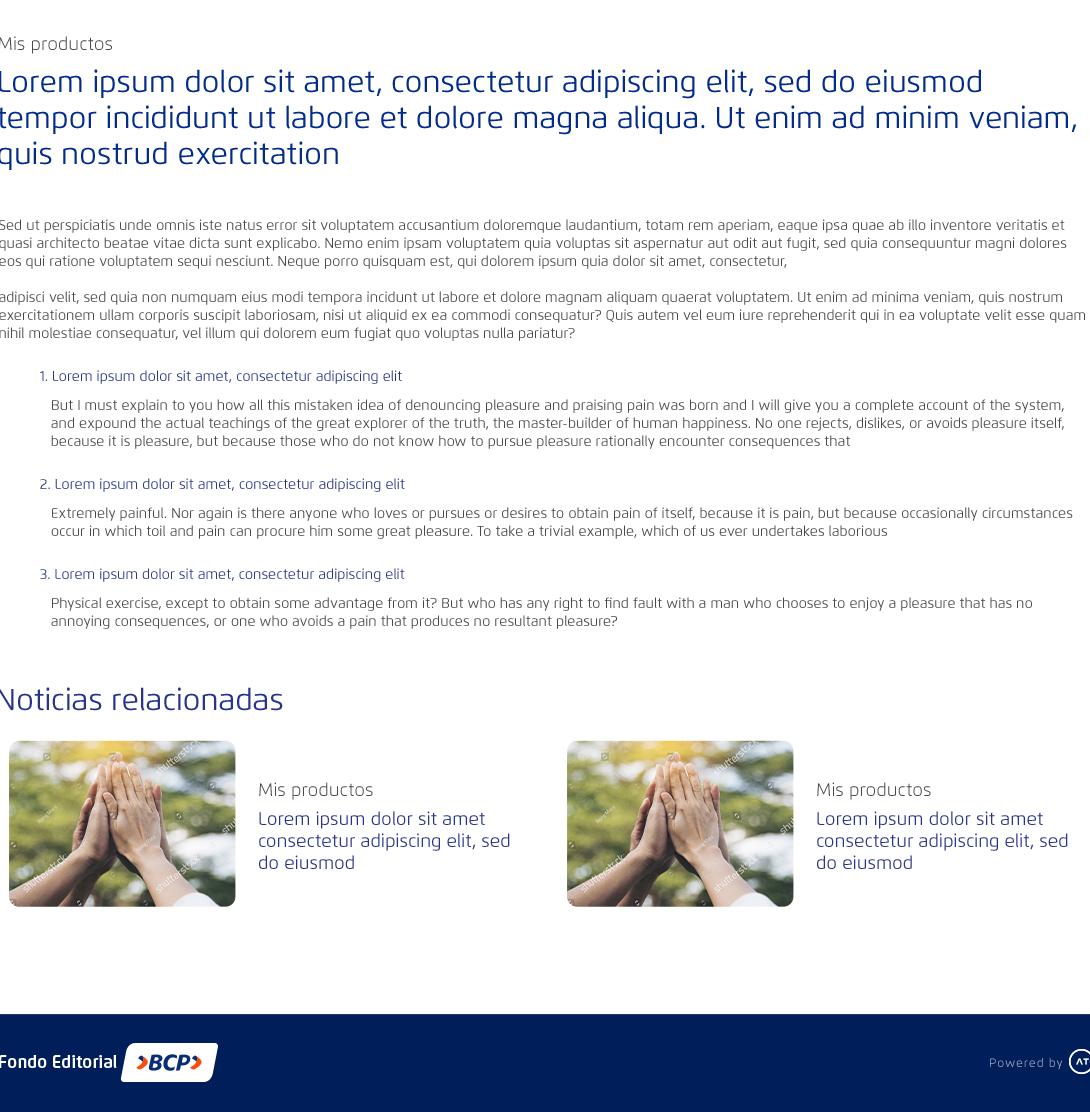 Mis productos
Lorem ipsum dolor sit amet, consectetur adipiscing elit, sed do eiusmod
tempor incididunt ut labore et dolore magna aliqua. Ut enim ad minim veniam,
quis nostrud exercitation
Sed ut perspiciatis unde omnis iste natus error sit voluptatem accusantium doloremque laudantium, totam rem aperiam, eaque ipsa quae ab illo inventore veritatis et
quasi architecto beatae vitae dicta sunt explicabo. Nemo enim ipsam voluptatem quia voluptas sit aspernatur aut odit aut fugit, sed quia consequuntur magni dolores
eos qui ratione voluptatem sequi nesciunt. Neque porro quisquam est, qui dolorem ipsum quia dolor sit amet, consectetur,
adipisci velit, sed quia non numquam eius modi tempora incidunt ut labore et dolore magnam aliquam quaerat voluptatem. Ut enim ad minima veniam, quis nostrum
exercitationem ullam corporis suscipit laboriosam, nisi ut aliquid ex ea commodi consequatur? Quis autem vel eum iure reprehenderit qui in ea voluptate velit esse quam
nihil molestiae consequatur, vel illum qui dolorem eum fugiat quo voluptas nulla pariatur?
1. Lorem ipsum dolor sit amet, consectetur adipiscing elit
But I must explain to you how all this mistaken idea of denouncing pleasure and praising pain was born and I will give you a complete account of the system,
and expound the actual teachings of the great explorer of the truth, the master-builder of human happiness. No one rejects, dislikes, or avoids pleasure itself,
because it is pleasure, but because those who do not know how to pursue pleasure rationally encounter consequences that
2. Lorem ipsum dolor sit amet, consectetur adipiscing elit
Extremely painful. Nor again is there anyone who loves or pursues or desires to obtain pain of itself, because it is pain, but because occasionally circumstances
occur in which toil and pain can procure him some great pleasure. To take a trivial example, which of us ever undertakes laborious
3. Lorem ipsum dolor sit amet, consectetur adipiscing elit
Physical exercise, except to obtain some advantage from it? But who has any right to find fault with a man who chooses to enjoy a pleasure that has no
annoying consequences, or one who avoids a pain that produces no resultant pleasure?
Noticias relacionadas
shutterstock
shutterstock
shutterstock
Mis productos
Lorem ipsum dolor sit amet
consectetur adipiscing elit, sed
do eiusmod
shutterstock
shutterstock
shutterstock
Mis productos
Lorem ipsum dolor sit amet
consectetur adipiscing elit, sed
do eiusmod
Fondo Editorial BCP
Powered by AT